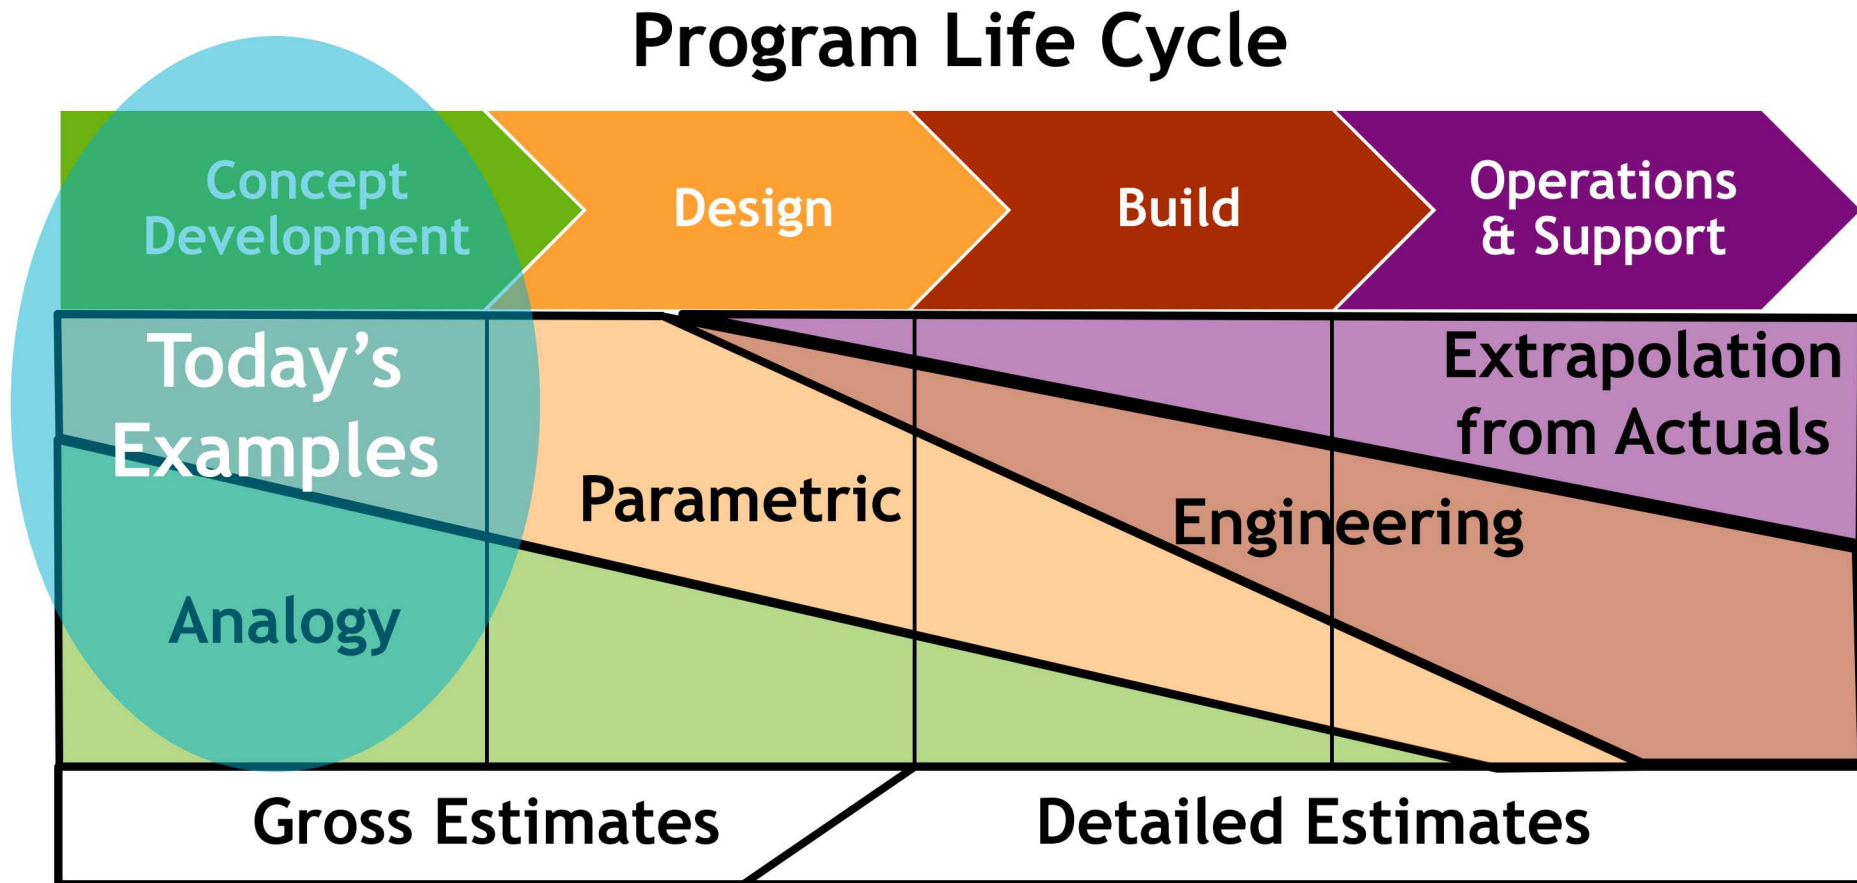 Program Life Cycle
Concept
Development
Design
Build
Operations
& Support
Today's
Examples
Extrapolation
from Actuals
Parametric
Engineering
Analogy
Gross Estimates
Detailed Estimates